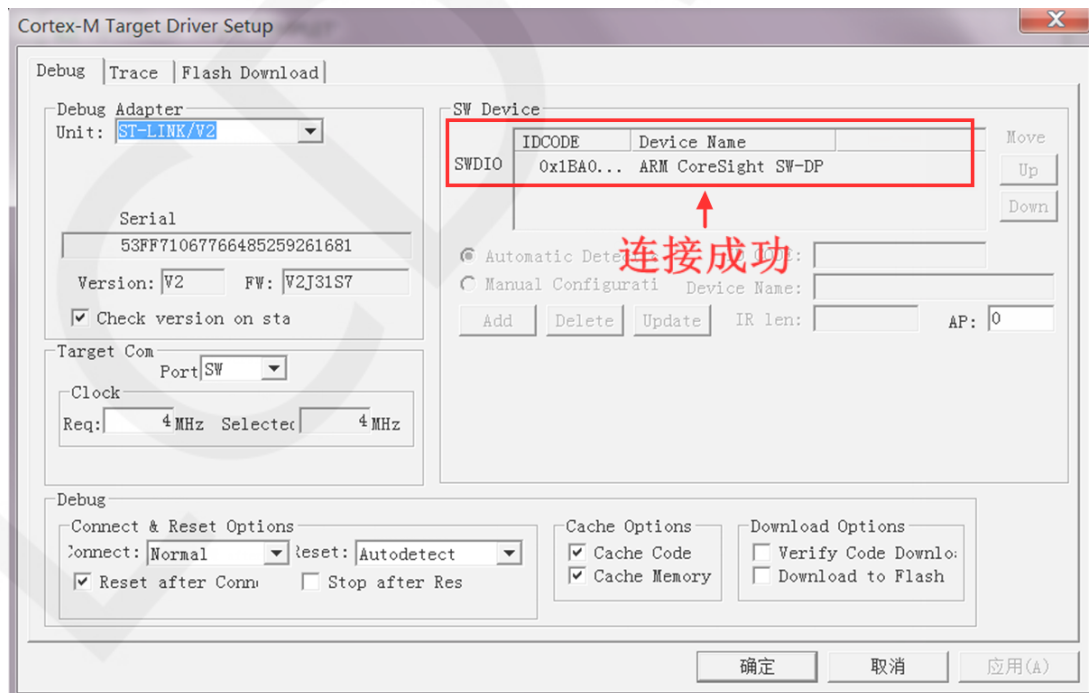 Cortex-M Target Driver Setup
Debug Trace Flash Download
Debug Adapter
Unit: ST-LINK/V2
Serial
53FF71067766485259261681
Version: V2 FW: V2J31S7
Check version on sta
Target Com
Port SW
Clock
Req: 4 MHz Selected 4 MHz
SW Device
IDCODE Device Name
SWDIO 0x1BA0... ARM CoreSight SW-DP
Move
Up
Down
连接成功
Automatic Dete
Manual Configurati Device Name:
Add Delete Update IR len: AP: 0
Debug
Connect & Reset Options
Connect: Normal Reset: Autodetect
Reset after Conn Stop after Res
Cache Options
Cache Code
Cache Memory
Download Options
Verify Code Downlo
Download to Flash
确定 取消 应用(A)